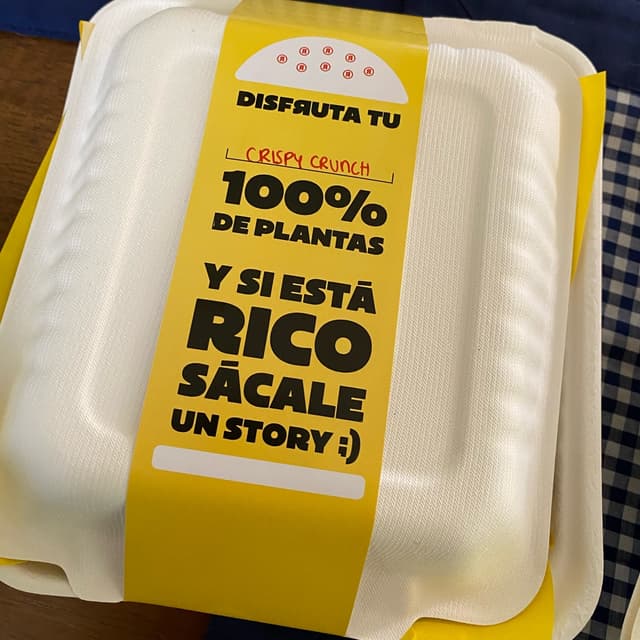 DISFRUTA TU
CRISPY CRUNCH
100%
DE PLANTAS
Y SI ESTÁ
RICO
SÁCALE
UN STORY ;)